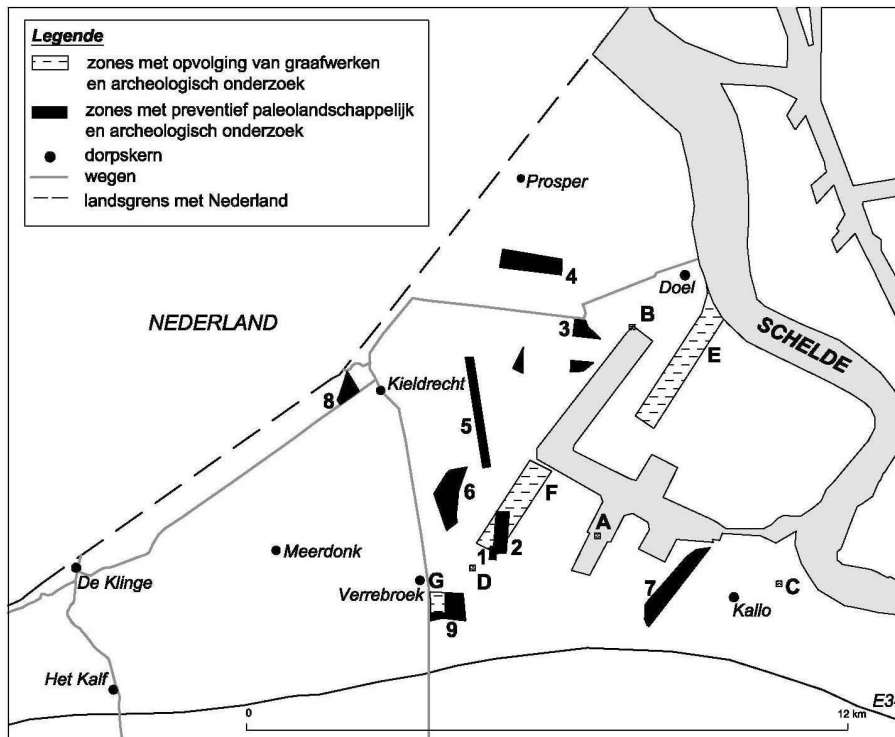 Legende
zones met opvolging van graafwerken
en archeologisch onderzoek
zones met preventief paleolandschappelijk
en archeologisch onderzoek
dorpskern
wegen
landsgrens met Nederland
Prosper
4
Doel
NEDERLAND
3
B
E
SCHELDE
Kieldrecht
8
5
6
F
A
Meerdonk
1
2
De Klinge
D
Verrebroek
G
7
C
Kallo
9
Het Kalf
0
12 km